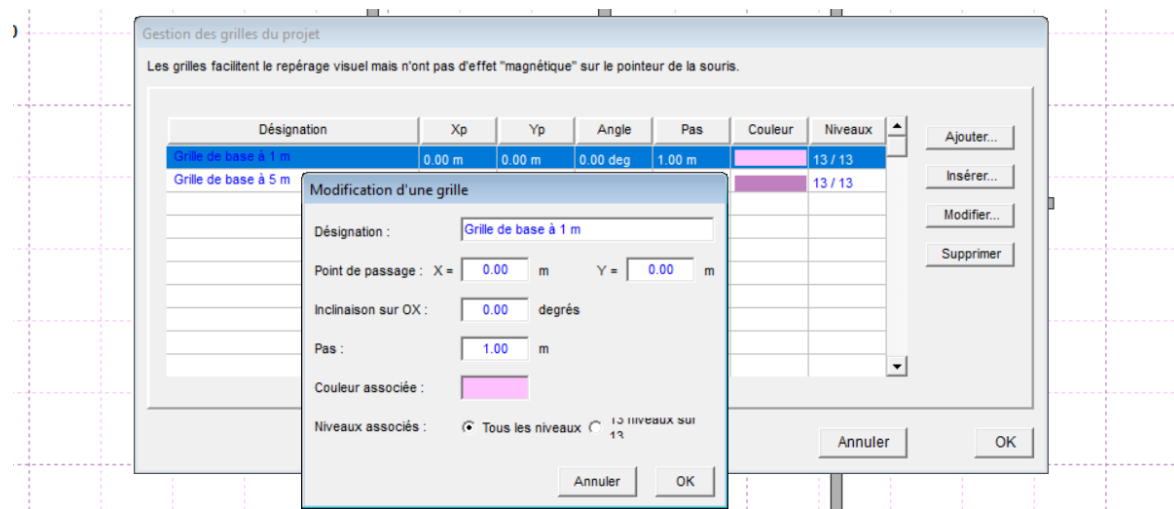 )
Gestion des grilles du projet
Les grilles facilitent le repérage visuel mais n'ont pas d'effet "magnétique" sur le pointeur de la souris.
Désignation Xp Yp Angle Pas Couleur Niveaux
Grille de base à 1 m 0.00 m 0.00 m 0.00 deg 1.00 m 13 / 13
Grille de base à 5 m 13 / 13
Ajouter...
Insérer...
Modifier...
Supprimer
Modification d'une grille
Désignation : Grille de base à 1 m
Point de passage : X = 0.00 m Y = 0.00 m
Inclinaison sur OX : 0.00 degrés
Pas : 1.00 m
Couleur associée :
Niveaux associés : Tous les niveaux 13 niveaux sur
13
Annuler OK
Annuler OK